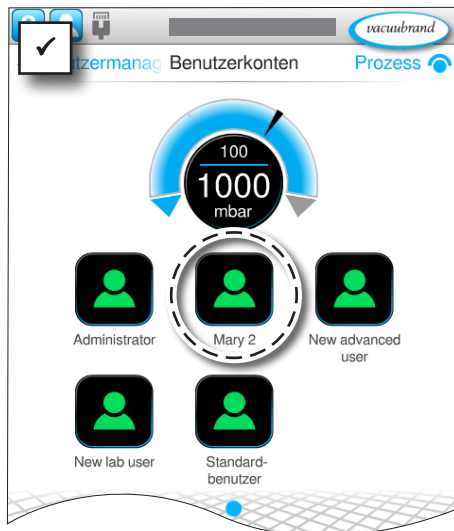 vacuubrand
tzermanag Benutzerkonten Prozess
100
1000
mbar
Administrator
Mary 2
New advanced
user
New lab user
Standard-
benutzer